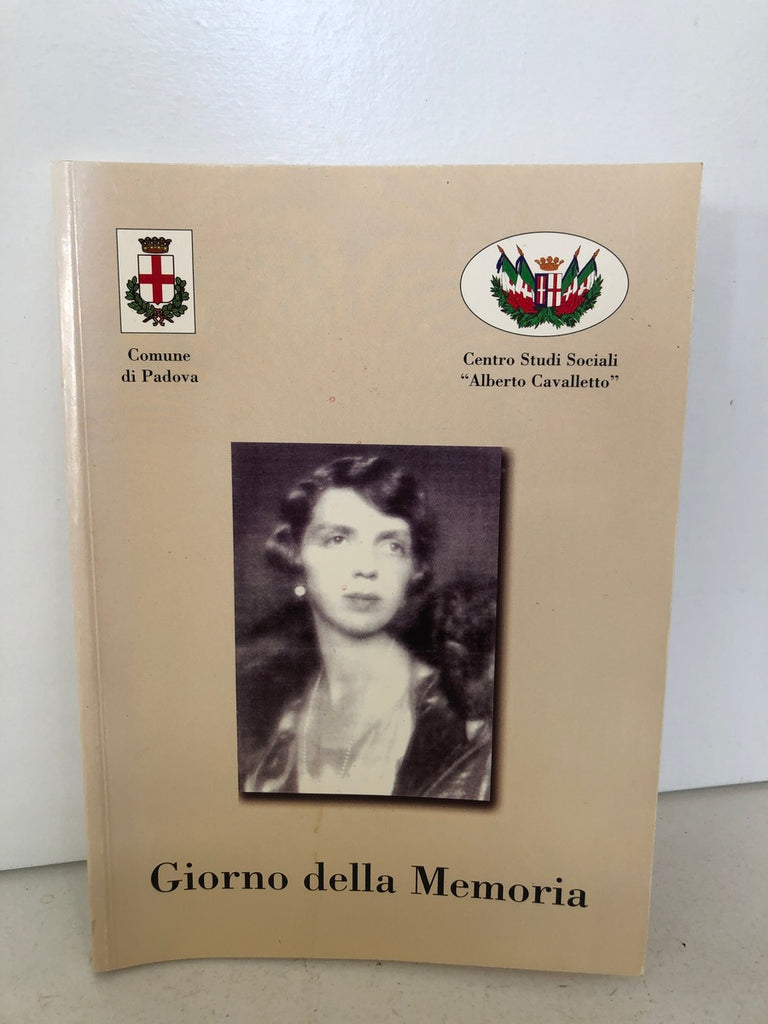 Comune
di Padova
Centro Studi Sociali
“Alberto Cavalletto”
Giorno della Memoria